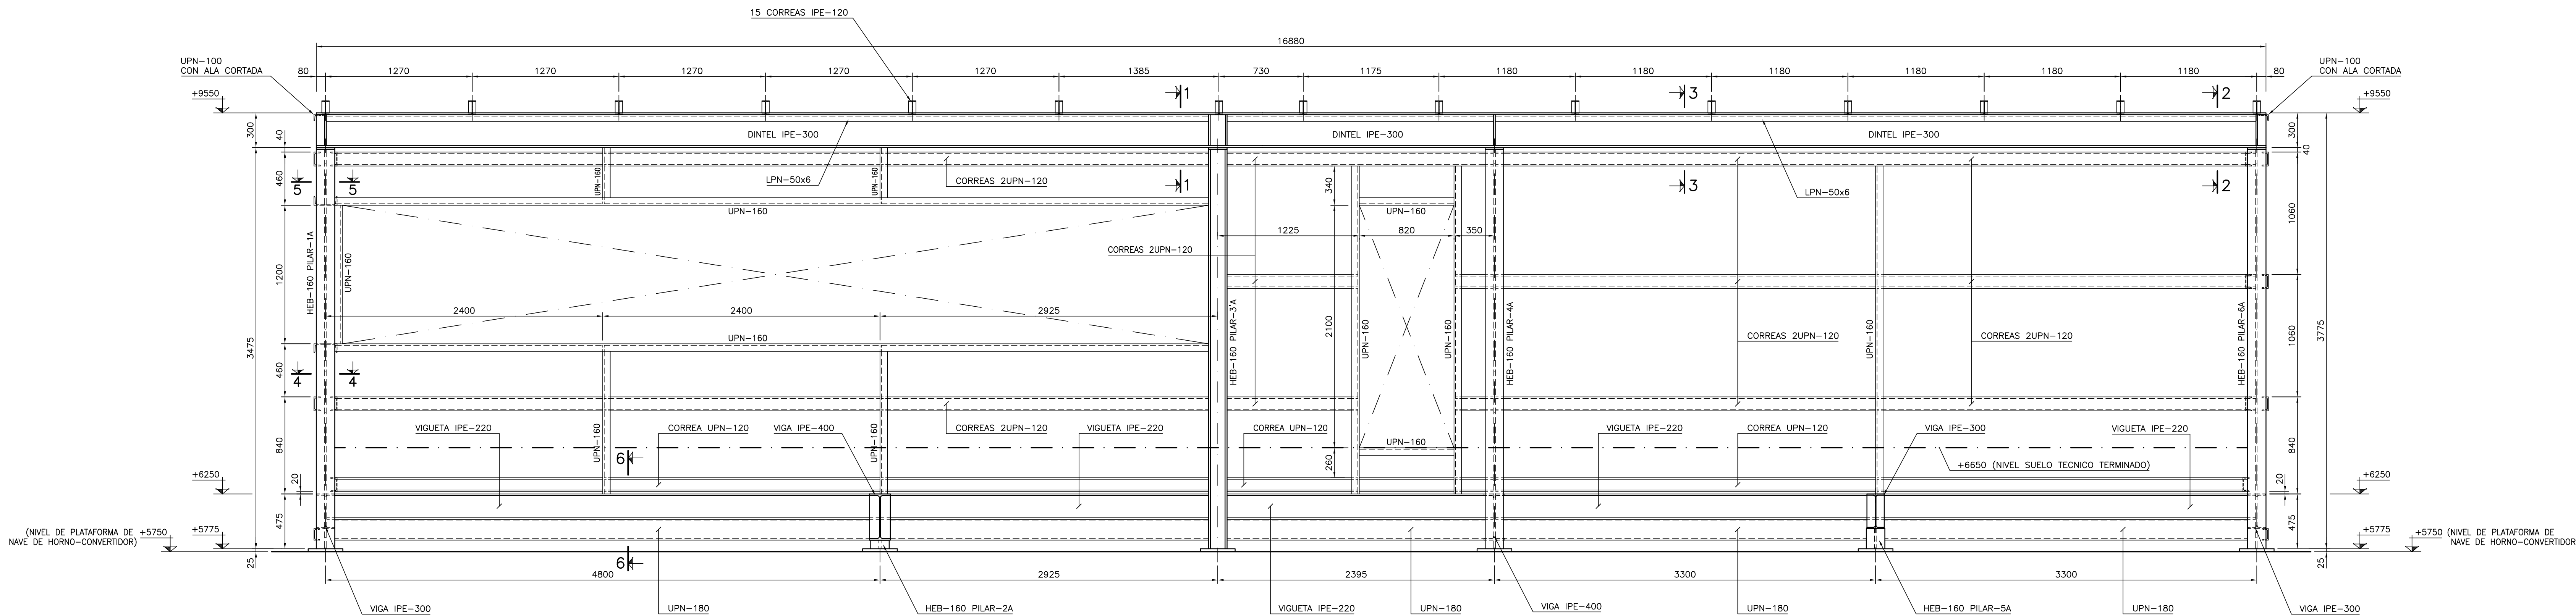 15 CORREAS IPE-120
16880
UPN-100
CON ALA CORTADA
80
1270
1270
1270
1270
1270
1385
730
1175
1180
1180
1180
1180
1180
1180
80
UPN-100
CON ALA CORTADA
+9550
1
3
2
+9550
300
40
DINTEL IPE-300
DINTEL IPE-300
DINTEL IPE-300
300
40
460
5
5
UPN-160
UPN-160
LPN-50x6
CORREAS 2UPN-120
1
340
3
LPN-50x6
2
UPN-160
UPN-160
1060
HEB-160 PILAR-1A
1200
UPN-160
1225
820
350
CORREAS 2UPN-120
2400
2400
2925
HEB-160 PILAR-3'A
2100
UPN-160
UPN-160
HEB-160 PILAR-4A
CORREAS 2UPN-120
UPN-160
CORREAS 2UPN-120
HEB-160 PILAR-6A
1060
3775
3475
UPN-160
460
4
4
840
VIGUETA IPE-220
UPN-160
CORREA UPN-120
VIGA IPE-400
UPN-160
CORREAS 2UPN-120
VIGUETA IPE-220
CORREA UPN-120
UPN-160
VIGUETA IPE-220
CORREA UPN-120
VIGA IPE-300
VIGUETA IPE-220
840
6
260
+6650 (NIVEL SUELO TECNICO TERMINADO)
+6250
20
20
+6250
475
475
(NIVEL DE PLATAFORMA DE +5750
NAVE DE HORNO-CONVERTIDOR)
+5775
+5775
+5750 (NIVEL DE PLATAFORMA DE
NAVE DE HORNO-CONVERTIDOR
25
6
25
4800
2925
2395
3300
3300
VIGA IPE-300
UPN-180
HEB-160 PILAR-2A
VIGUETA IPE-220
UPN-180
VIGA IPE-400
UPN-180
HEB-160 PILAR-5A
UPN-180
VIGA IPE-300